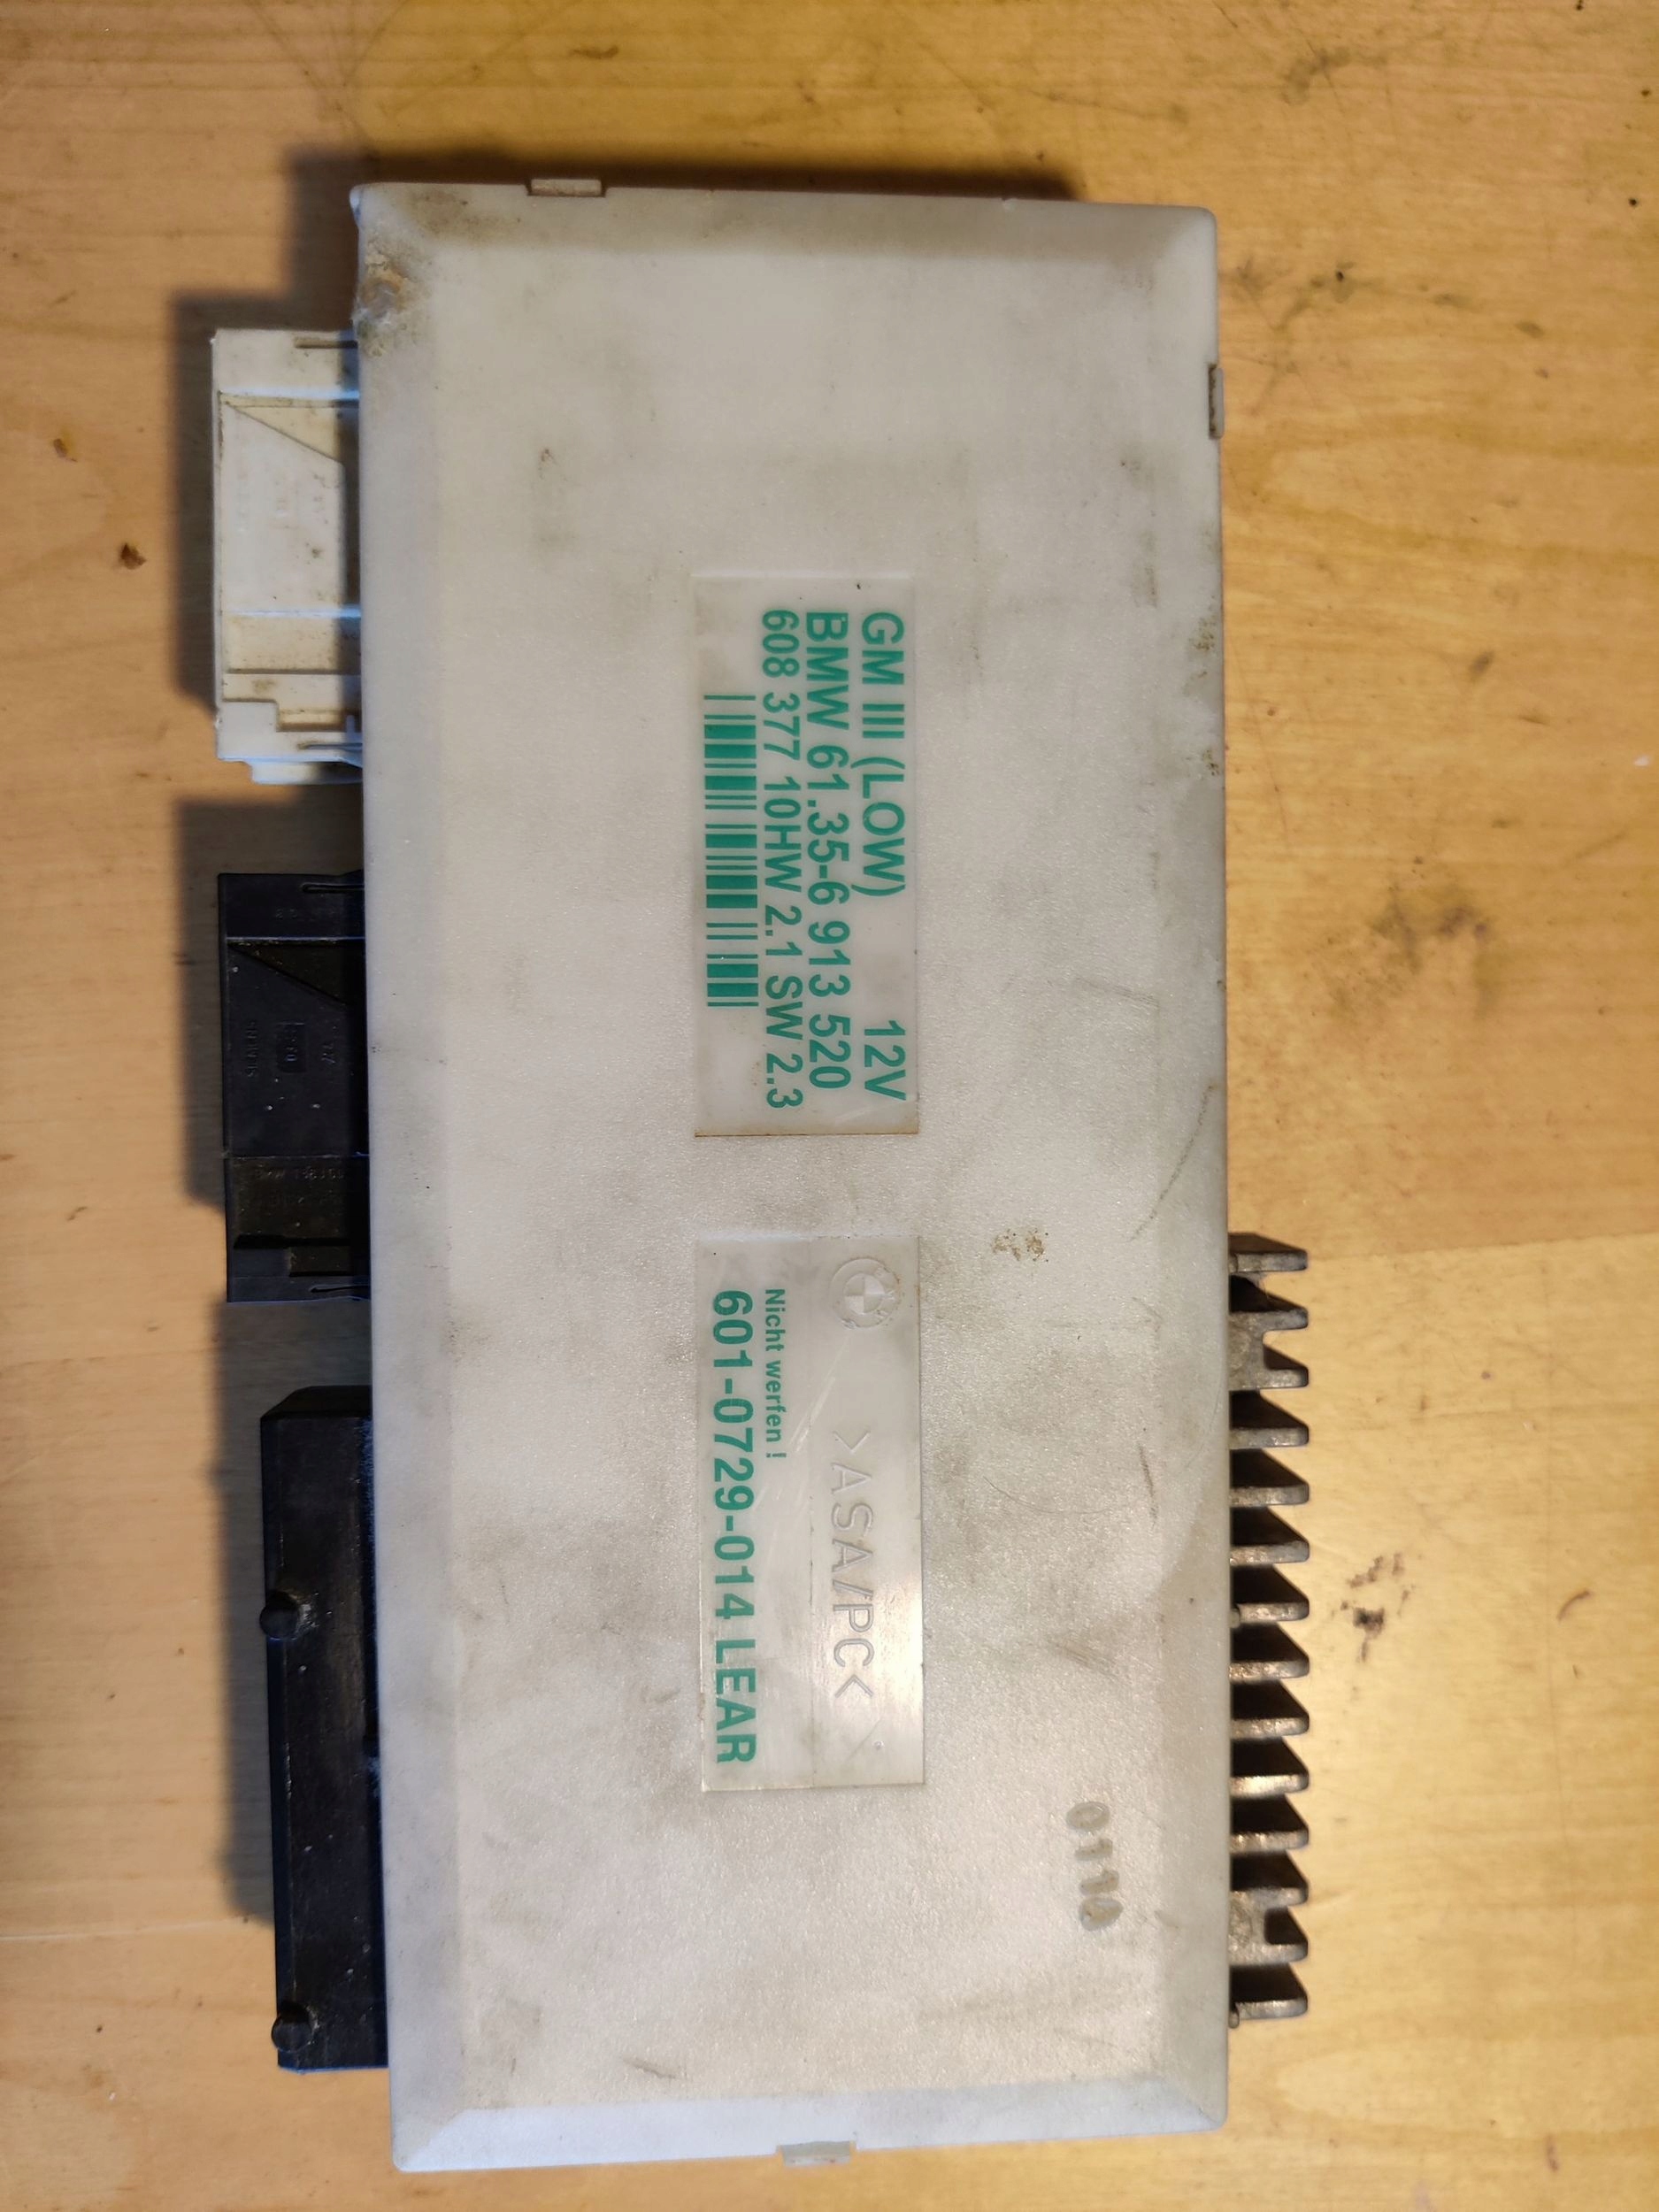 GM III (LOW) 12V
BMW 61.35-6 913 520
608 377 10HW 2.1 SW 2.3
>ASA/PC<
Nicht werfen !
601-0729-014 LEAR